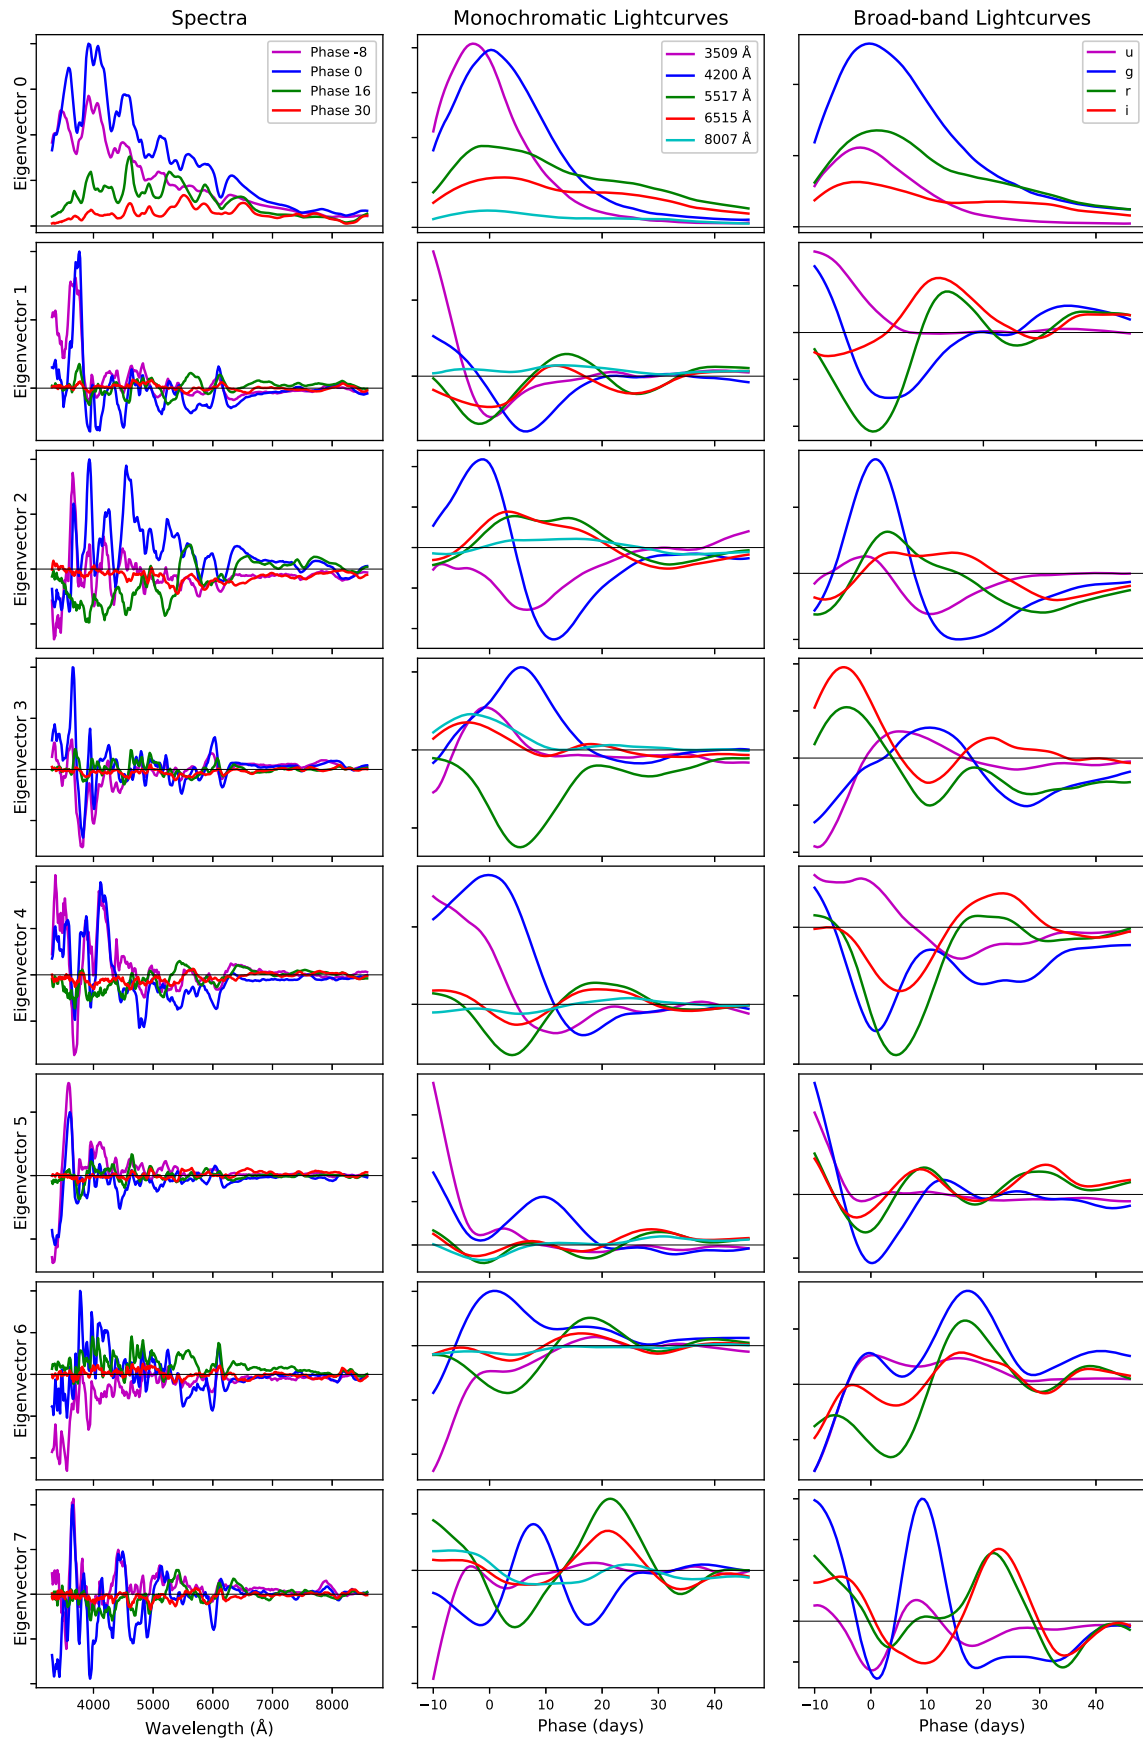 Spectra
Monochromatic Lightcurves
Broad-band Lightcurves
Eigenvector 0
Phase -8
Phase 0
Phase 16
Phase 30
3509 Å
4200 Å
5517 Å
6515 Å
8007 Å
u
g
r
i
Eigenvector 1
Eigenvector 2
Eigenvector 3
Eigenvector 4
Eigenvector 5
Eigenvector 6
Eigenvector 7
4000 5000 6000 7000 8000
Wavelength (Å)
−10 0 10 20 30 40
Phase (days)
−10 0 10 20 30 40
Phase (days)